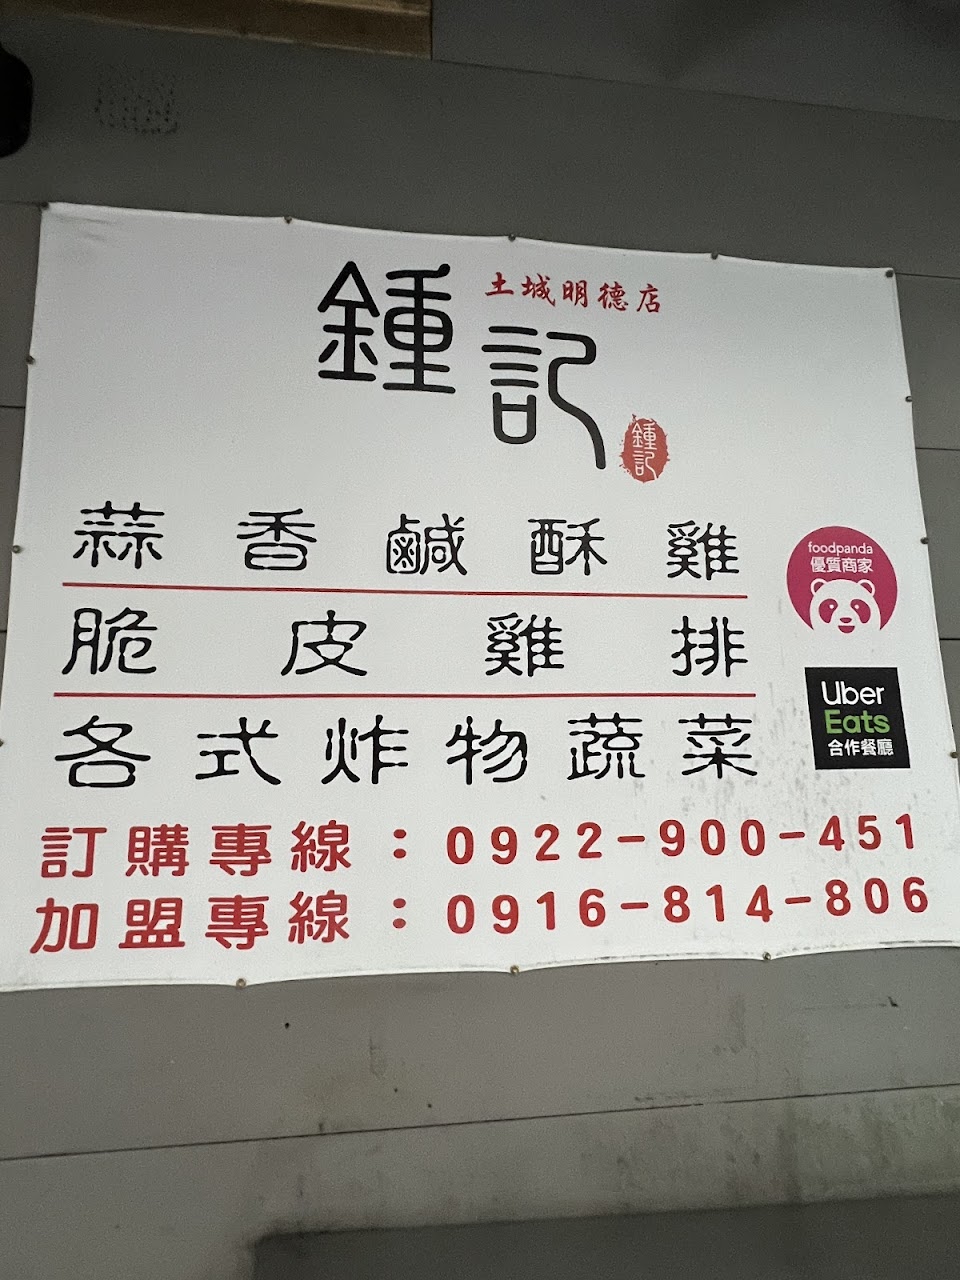 鍾記
土城明德店
鍾記
蒜香鹹酥雞
脆皮雞排
各式炸物蔬菜
foodpanda
優質商家
Uber
Eats
合作餐廳
訂購專線：0922-900-451
加盟專線：0916-814-806